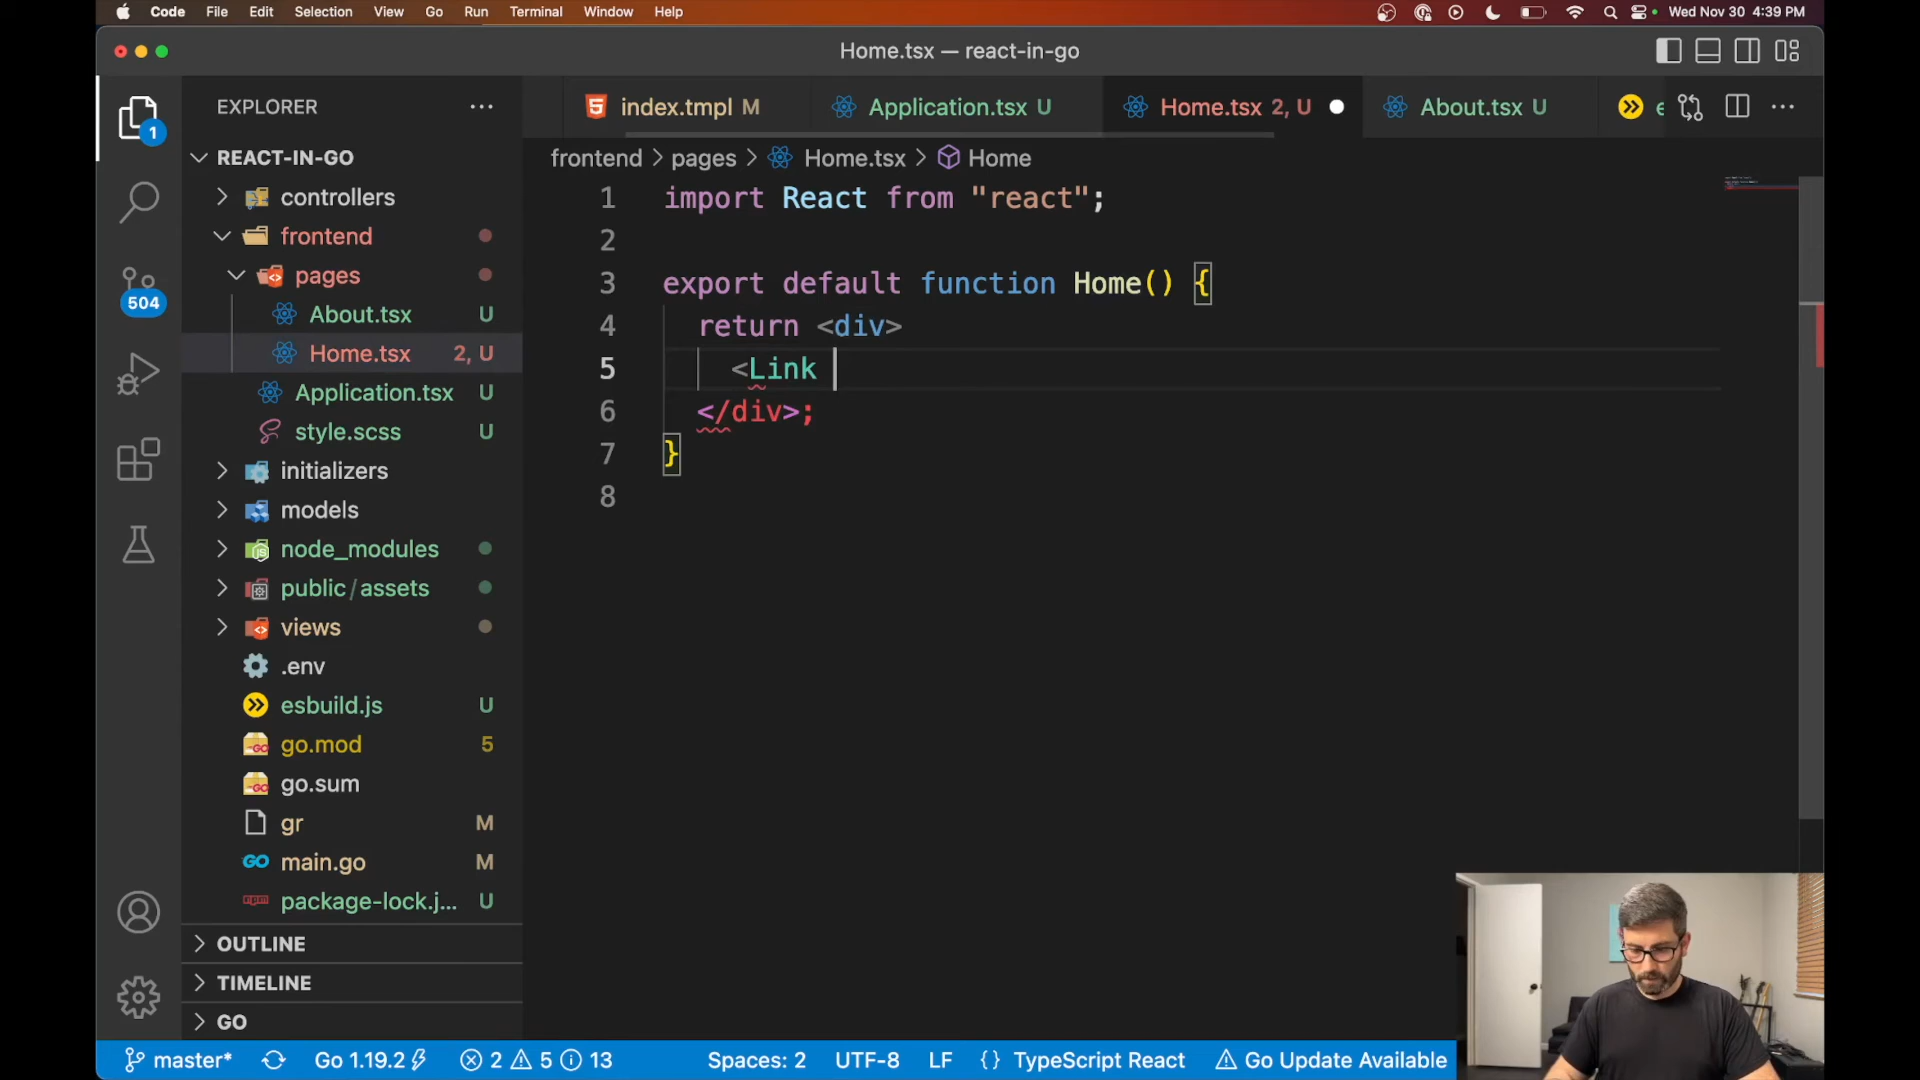 Code File Edit Selection View Go Run Terminal Window Help Wed Nov 30 4:39 PM
Home.tsx — react-in-go
EXPLORER
index.tmpl M Application.tsx U Home.tsx 2, U About.tsx U e
frontend > pages > Home.tsx > Home
1
REACT-IN-GO
controllers
frontend
pages
About.tsx U
Home.tsx 2, U
Application.tsx U
style.scss U
initializers
models
node_modules
public/assets
views
.env
esbuild.js U
go.mod 5
go.sum
gr M
main.go M
package-lock.j... U
OUTLINE
TIMELINE
GO
504
1 import React from "react";
2
3 export default function Home() {
4 return <div>
5 <Link
6 </div>;
7 }
8
master* Go 1.19.2 2 5 13 Spaces: 2 UTF-8 LF {} TypeScript React Go Update Available